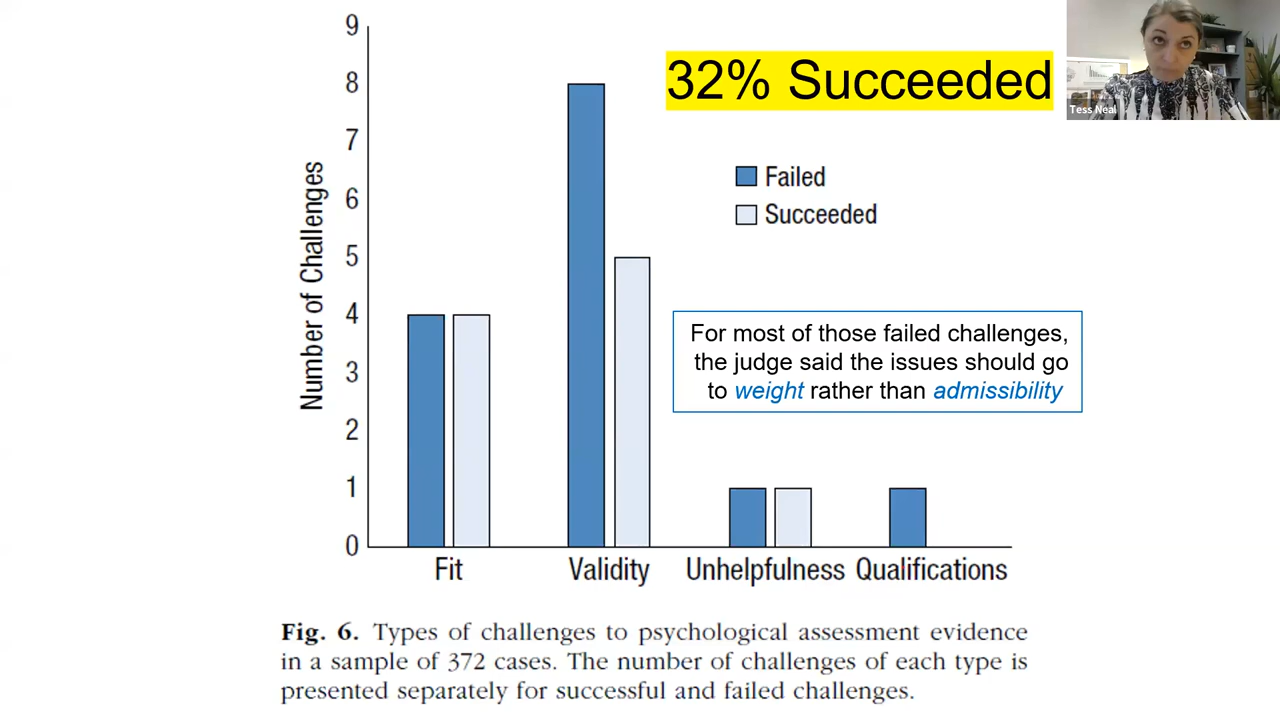 32% Succeeded
Tess Neal
9
8
7
6
5
4
3
2
1
0
Number of Challenges
Failed
Succeeded
For most of those failed challenges,
the judge said the issues should go
to weight rather than admissibility
Fit
Validity
Unhelpfulness
Qualifications
Fig. 6. Types of challenges to psychological assessment evidence
in a sample of 372 cases. The number of challenges of each type is
presented separately for successful and failed challenges.